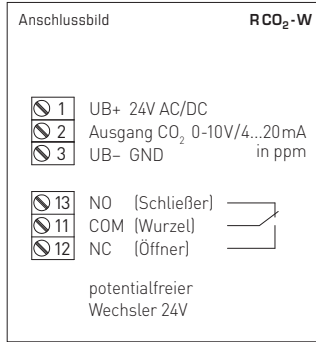 Anschlussbild RCO₂-W
1 UB+ 24V AC/DC
2 Ausgang CO₂ 0-10V/4...20mA
3 UB– GND in ppm
13 NO (Schließer)
11 COM (Wurzel)
12 NC (Öffner)
potentialfreier
Wechsler 24V